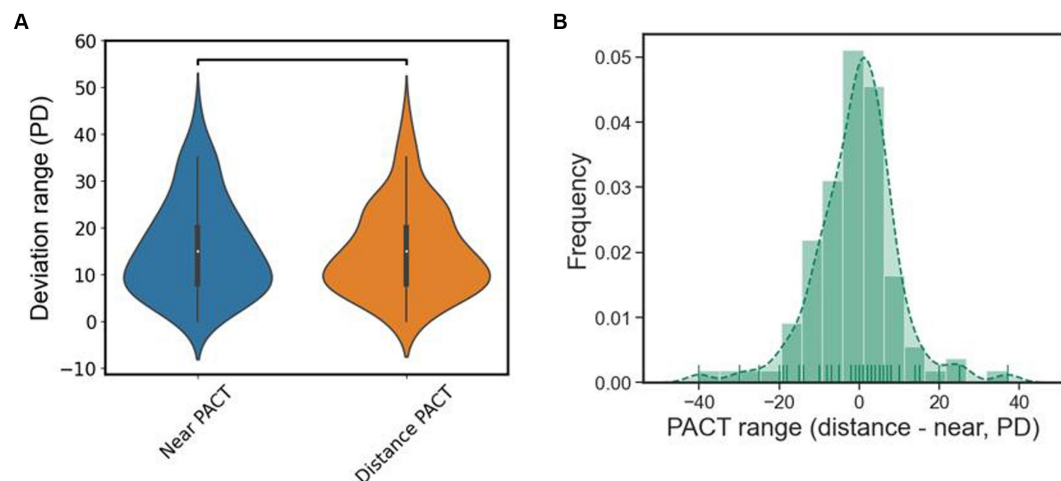 A
Deviation range (PD)
60
50
40
30
20
10
0
−10
Near PACT
Distance PACT
B
Frequency
0.05
0.04
0.03
0.02
0.01
0.00
−40
−20
0
20
40
PACT range (distance - near, PD)